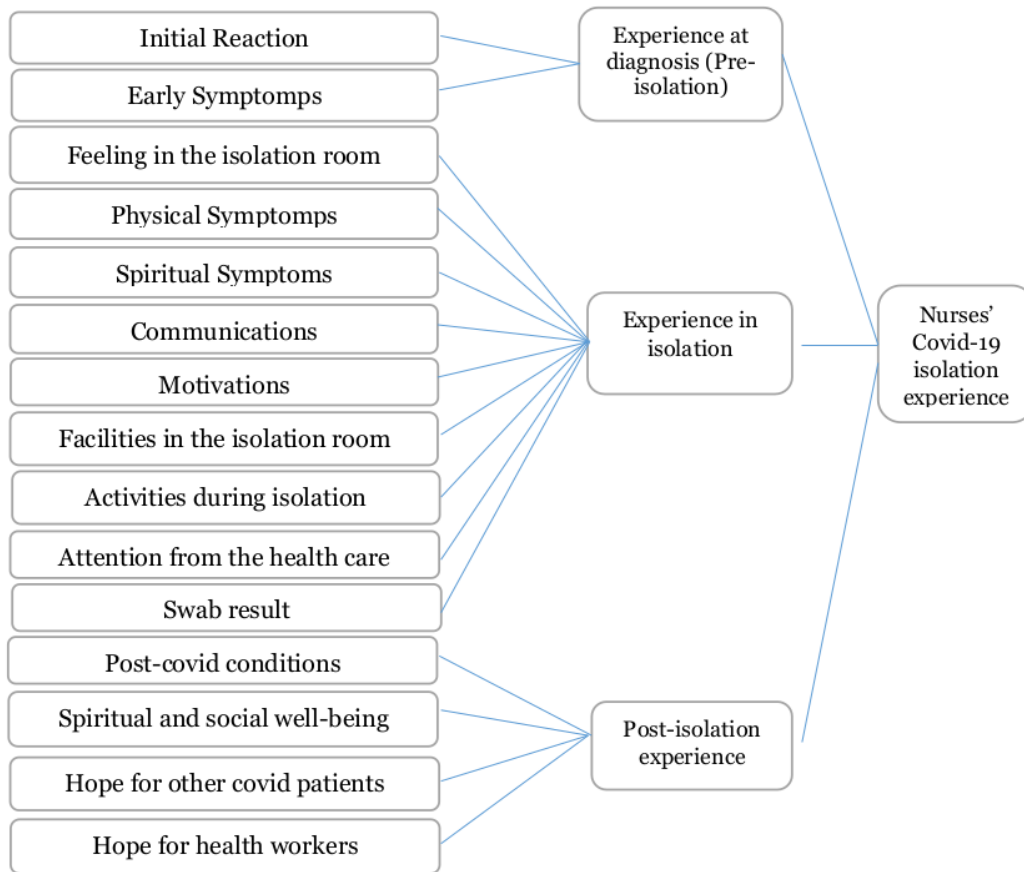 Initial Reaction
Early Symptomps
Feeling in the isolation room
Physical Symptomps
Spiritual Symptoms
Communications
Motivations
Facilities in the isolation room
Activities during isolation
Attention from the health care
Swab result
Post-covid conditions
Spiritual and social well-being
Hope for other covid patients
Hope for health workers
Experience at
diagnosis (Pre-
isolation)
Experience in
isolation
Post-isolation
experience
Nurses’
Covid-19
isolation
experience